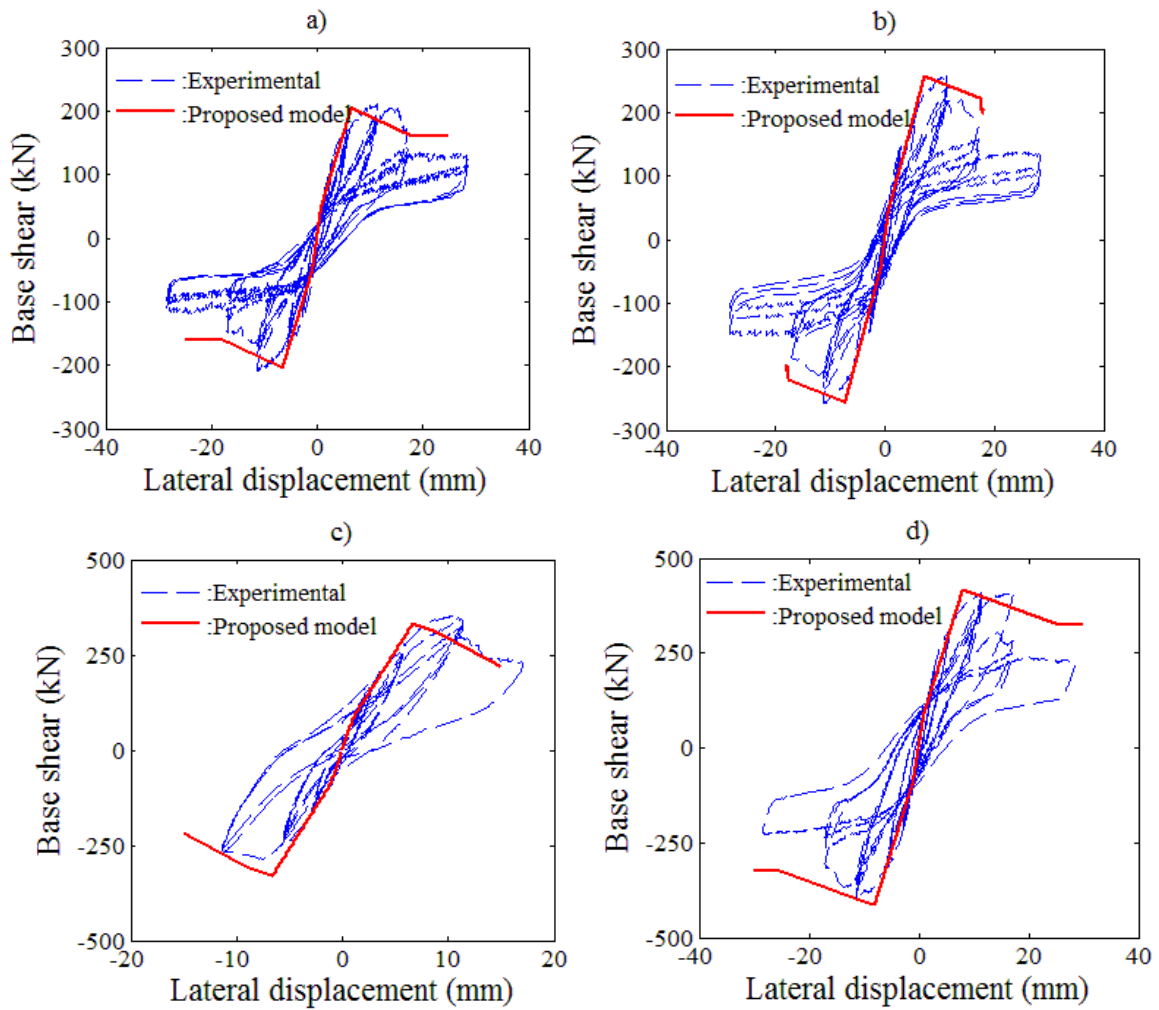 a)
300
200
100
0
-100
-200
-300
-40
-20
0
20
40
:Experimental
:Proposed model
Base shear (kN)
Lateral displacement (mm)
b)
300
200
100
0
-100
-200
-300
-40
-20
0
20
40
:Experimental
:Proposed model
Base shear (kN)
Lateral displacement (mm)
c)
500
250
0
-250
-500
-20
-10
0
10
20
:Experimental
:Proposed model
Base shear (kN)
Lateral displacement (mm)
d)
500
250
0
-250
-500
-40
-20
0
20
40
:Experimental
:Proposed model
Base shear (kN)
Lateral displacement (mm)